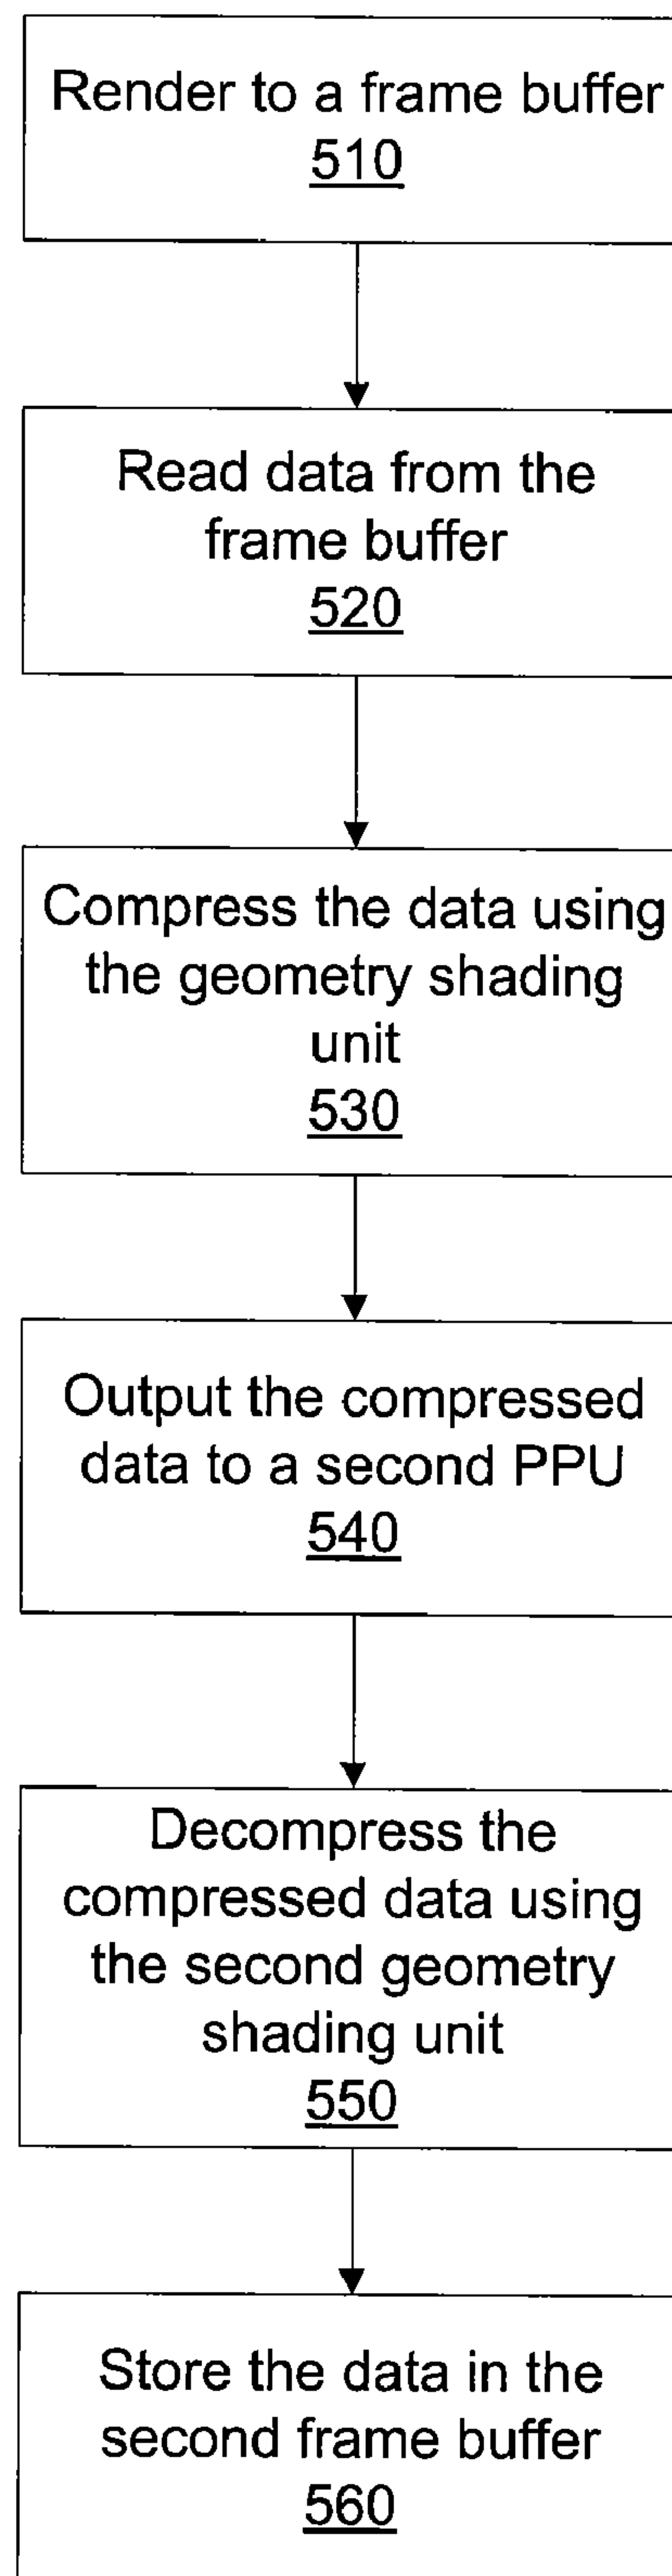 Render to a frame buffer
510
Read data from the
frame buffer
520
Compress the data using
the geometry shading
unit
530
Output the compressed
data to a second PPU
540
Decompress the
compressed data using
the second geometry
shading unit
550
Store the data in the
second frame buffer
560